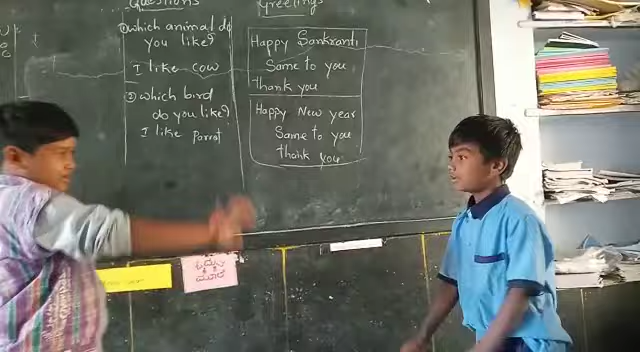 Questions
① Which animal do
you like?
I like cow
② Which bird
do you like?
I like Parrot
Greetings
Happy Sankranti
Same to you
Thank you
Happy New year
Same to you
Thank you